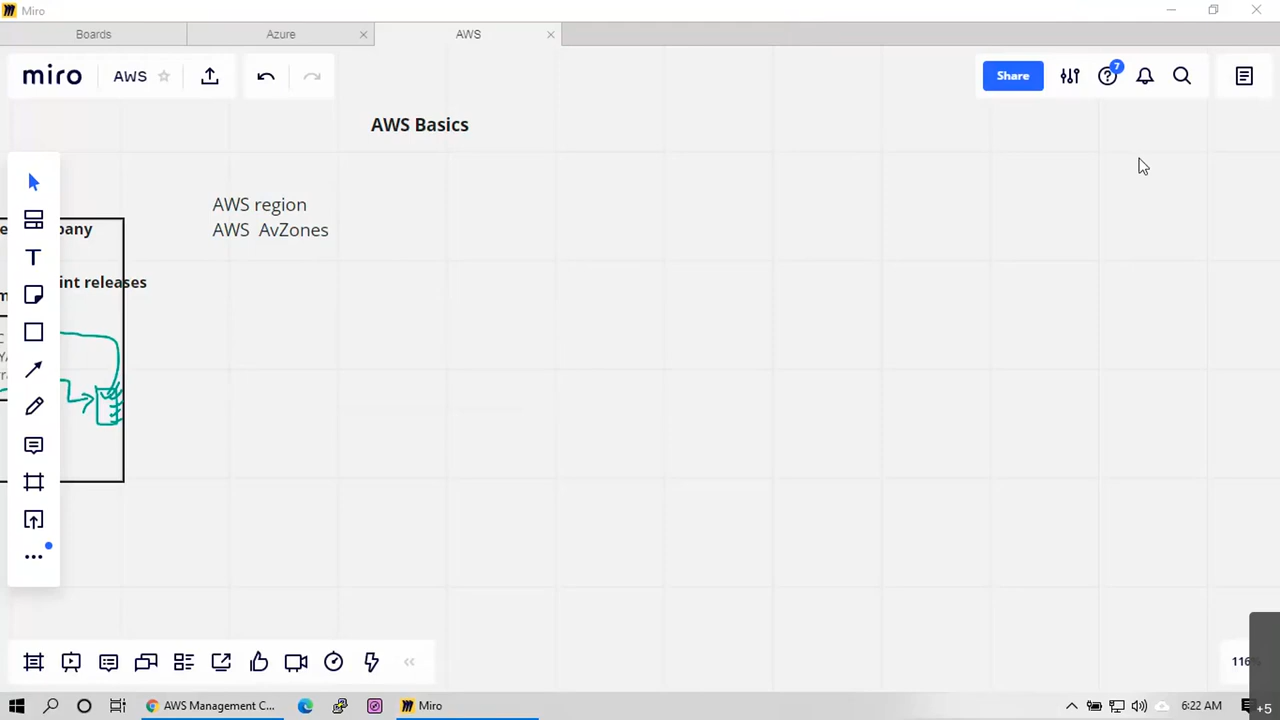 Miro
Boards
Azure
AWS
miro
AWS
Share
7
AWS Basics
AWS region
AWS AvZones
pany
int releases
AWS Management C...
Miro
6:22 AM
+5